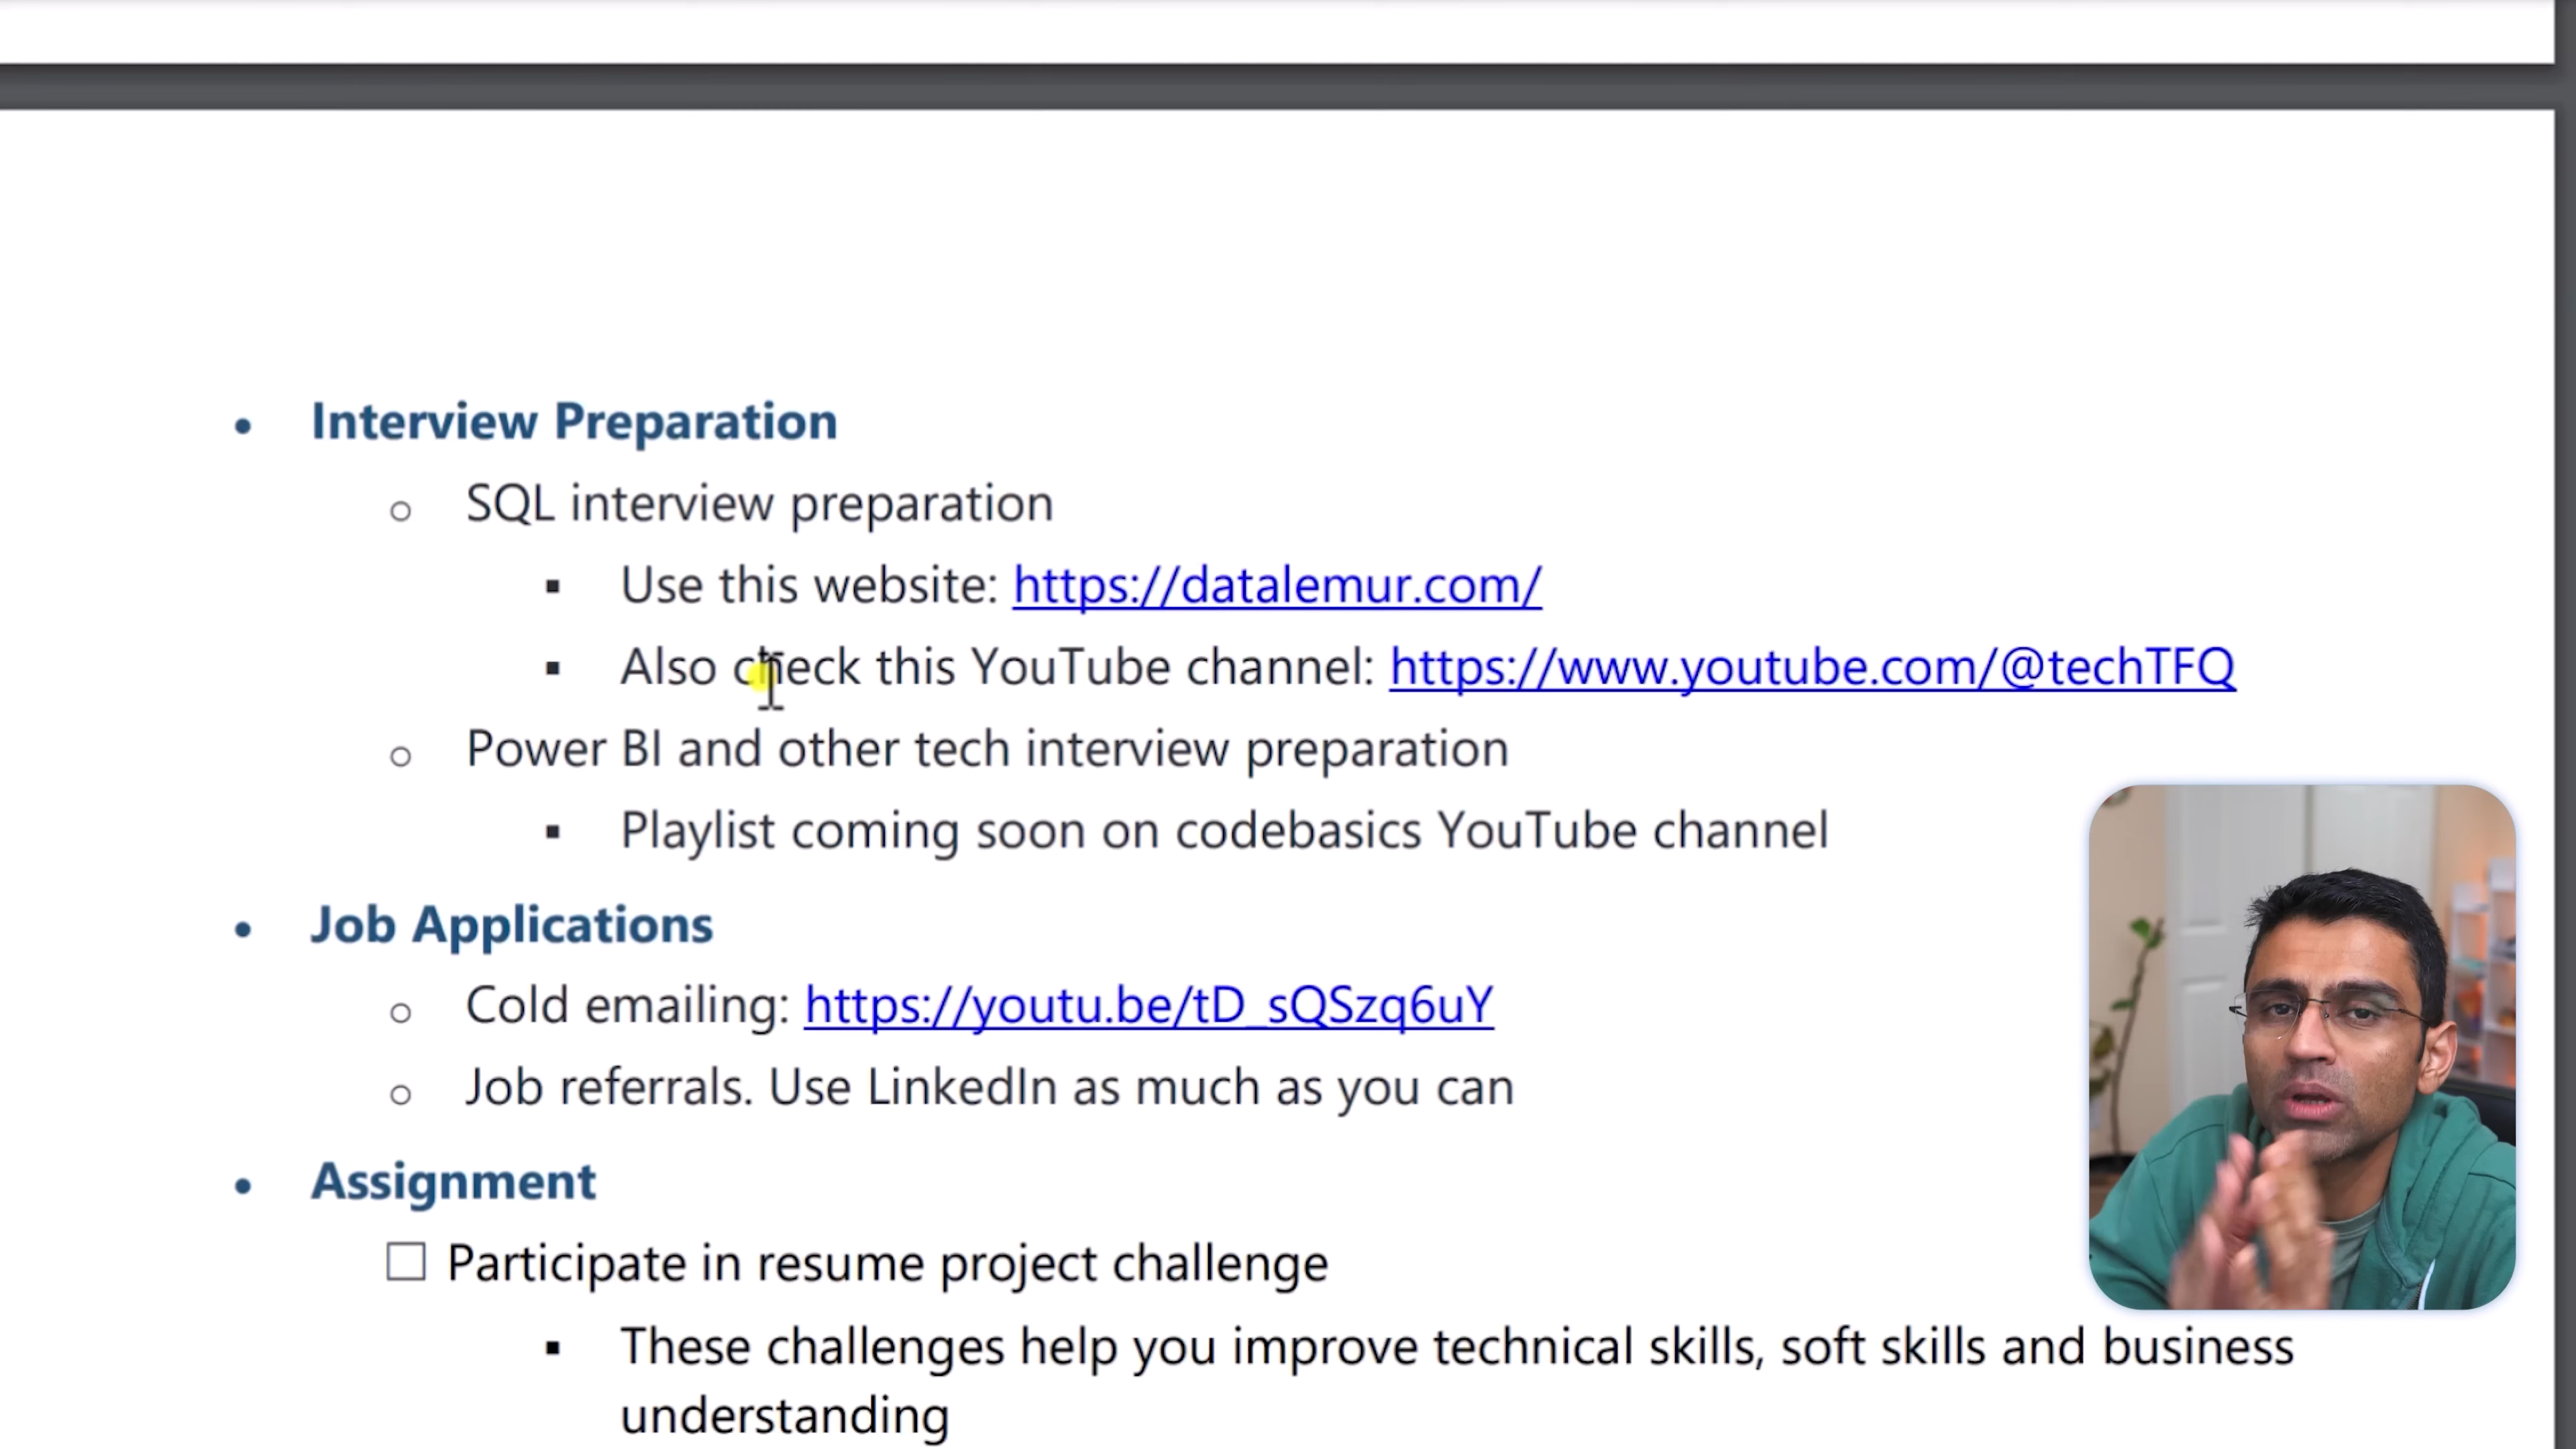 • Interview Preparation
o SQL interview preparation
▪ Use this website: https://datalemur.com/
▪ Also check this YouTube channel: https://www.youtube.com/@techTFQ
o Power BI and other tech interview preparation
▪ Playlist coming soon on codebasics YouTube channel
• Job Applications
o Cold emailing: https://youtu.be/tD_sQSzq6uY
o Job referrals. Use LinkedIn as much as you can
• Assignment
☐ Participate in resume project challenge
▪ These challenges help you improve technical skills, soft skills and business
understanding